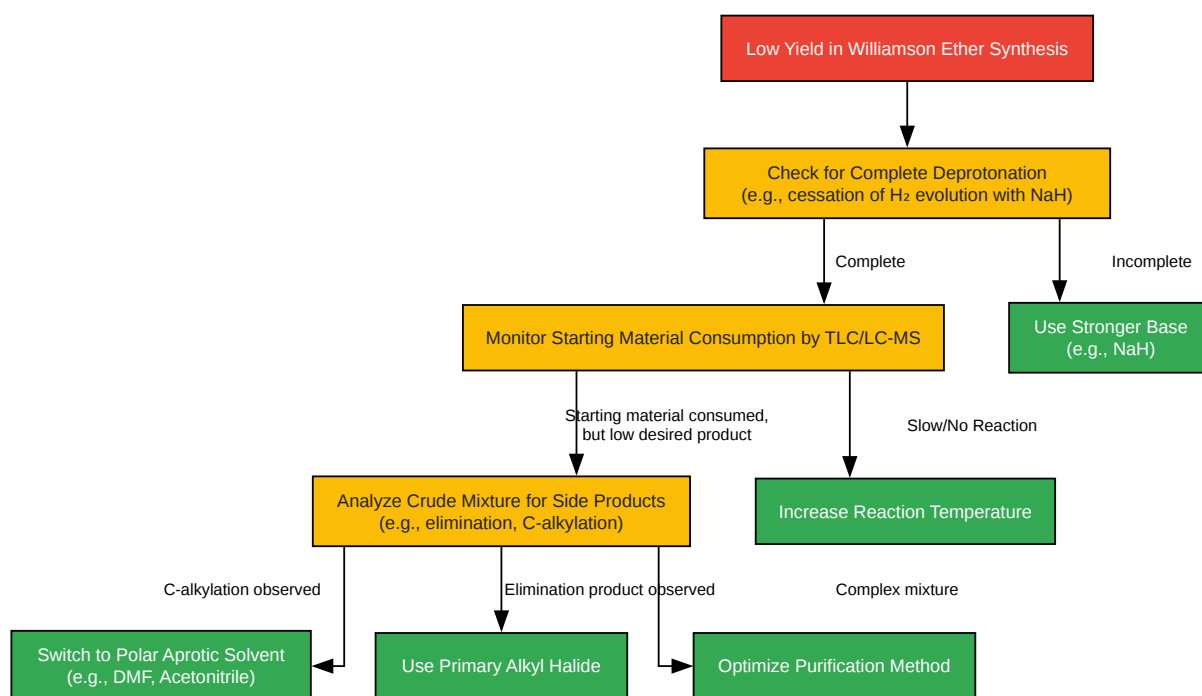 Low Yield in Williamson Ether Synthesis
Check for Complete Deprotonation
(e.g., cessation of H₂ evolution with NaH)
Complete
Incomplete
Monitor Starting Material Consumption by TLC/LC-MS
Use Stronger Base
(e.g., NaH)
Starting material consumed,
but low desired product
Slow/No Reaction
Analyze Crude Mixture for Side Products
(e.g., elimination, C-alkylation)
Increase Reaction Temperature
C-alkylation observed
Elimination product observed
Complex mixture
Switch to Polar Aprotic Solvent
(e.g., DMF, Acetonitrile)
Use Primary Alkyl Halide
Optimize Purification Method